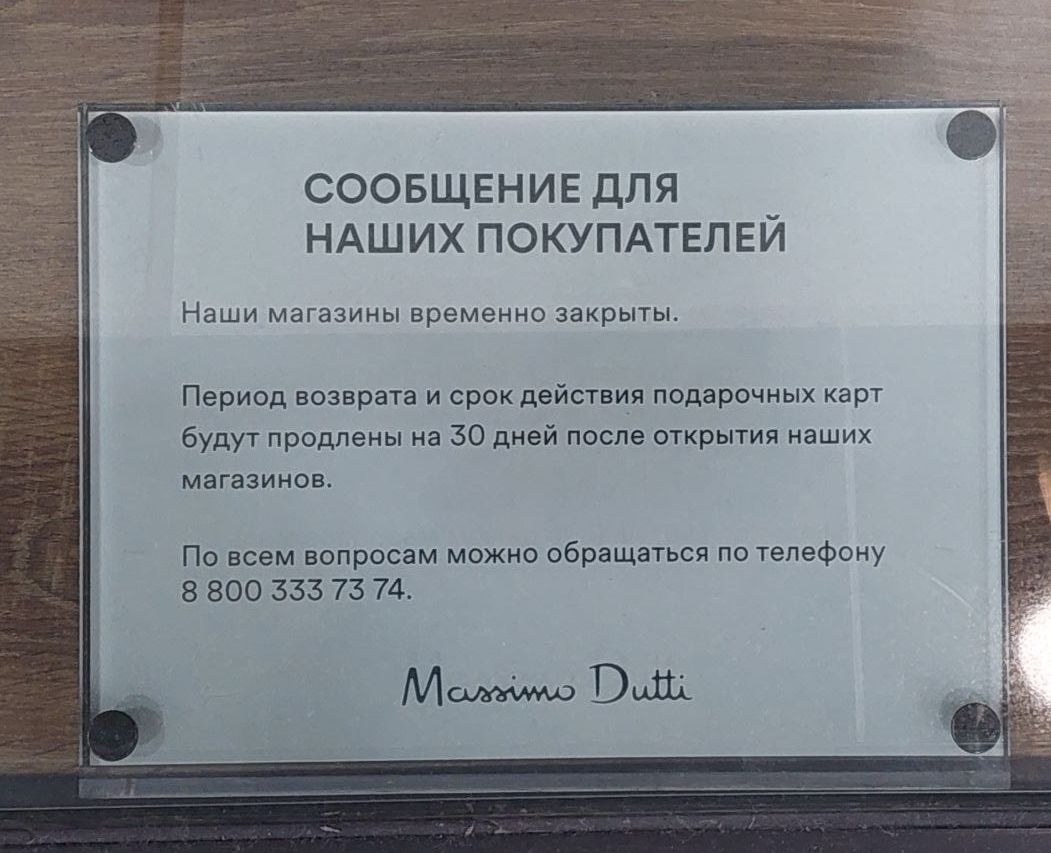 СООБЩЕНИЕ ДЛЯ
НАШИХ ПОКУПАТЕЛЕЙ
Наши магазины временно закрыты.
Период возврата и срок действия подарочных карт
будут продлены на 30 дней после открытия наших
магазинов.
По всем вопросам можно обращаться по телефону
8 800 333 73 74.
Massimo Dutti